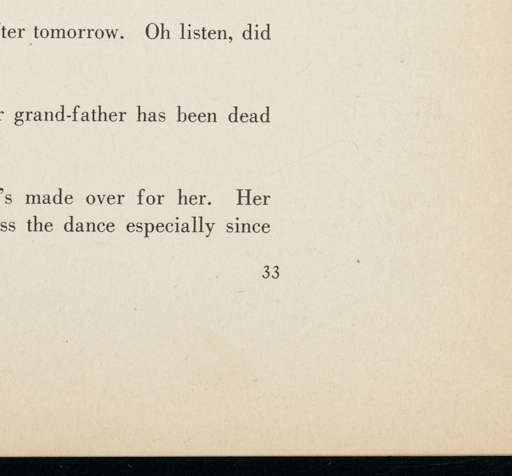 ter tomorrow. Oh listen, did
grand-father has been dead
's made over for her. Her
ss the dance especially since
33